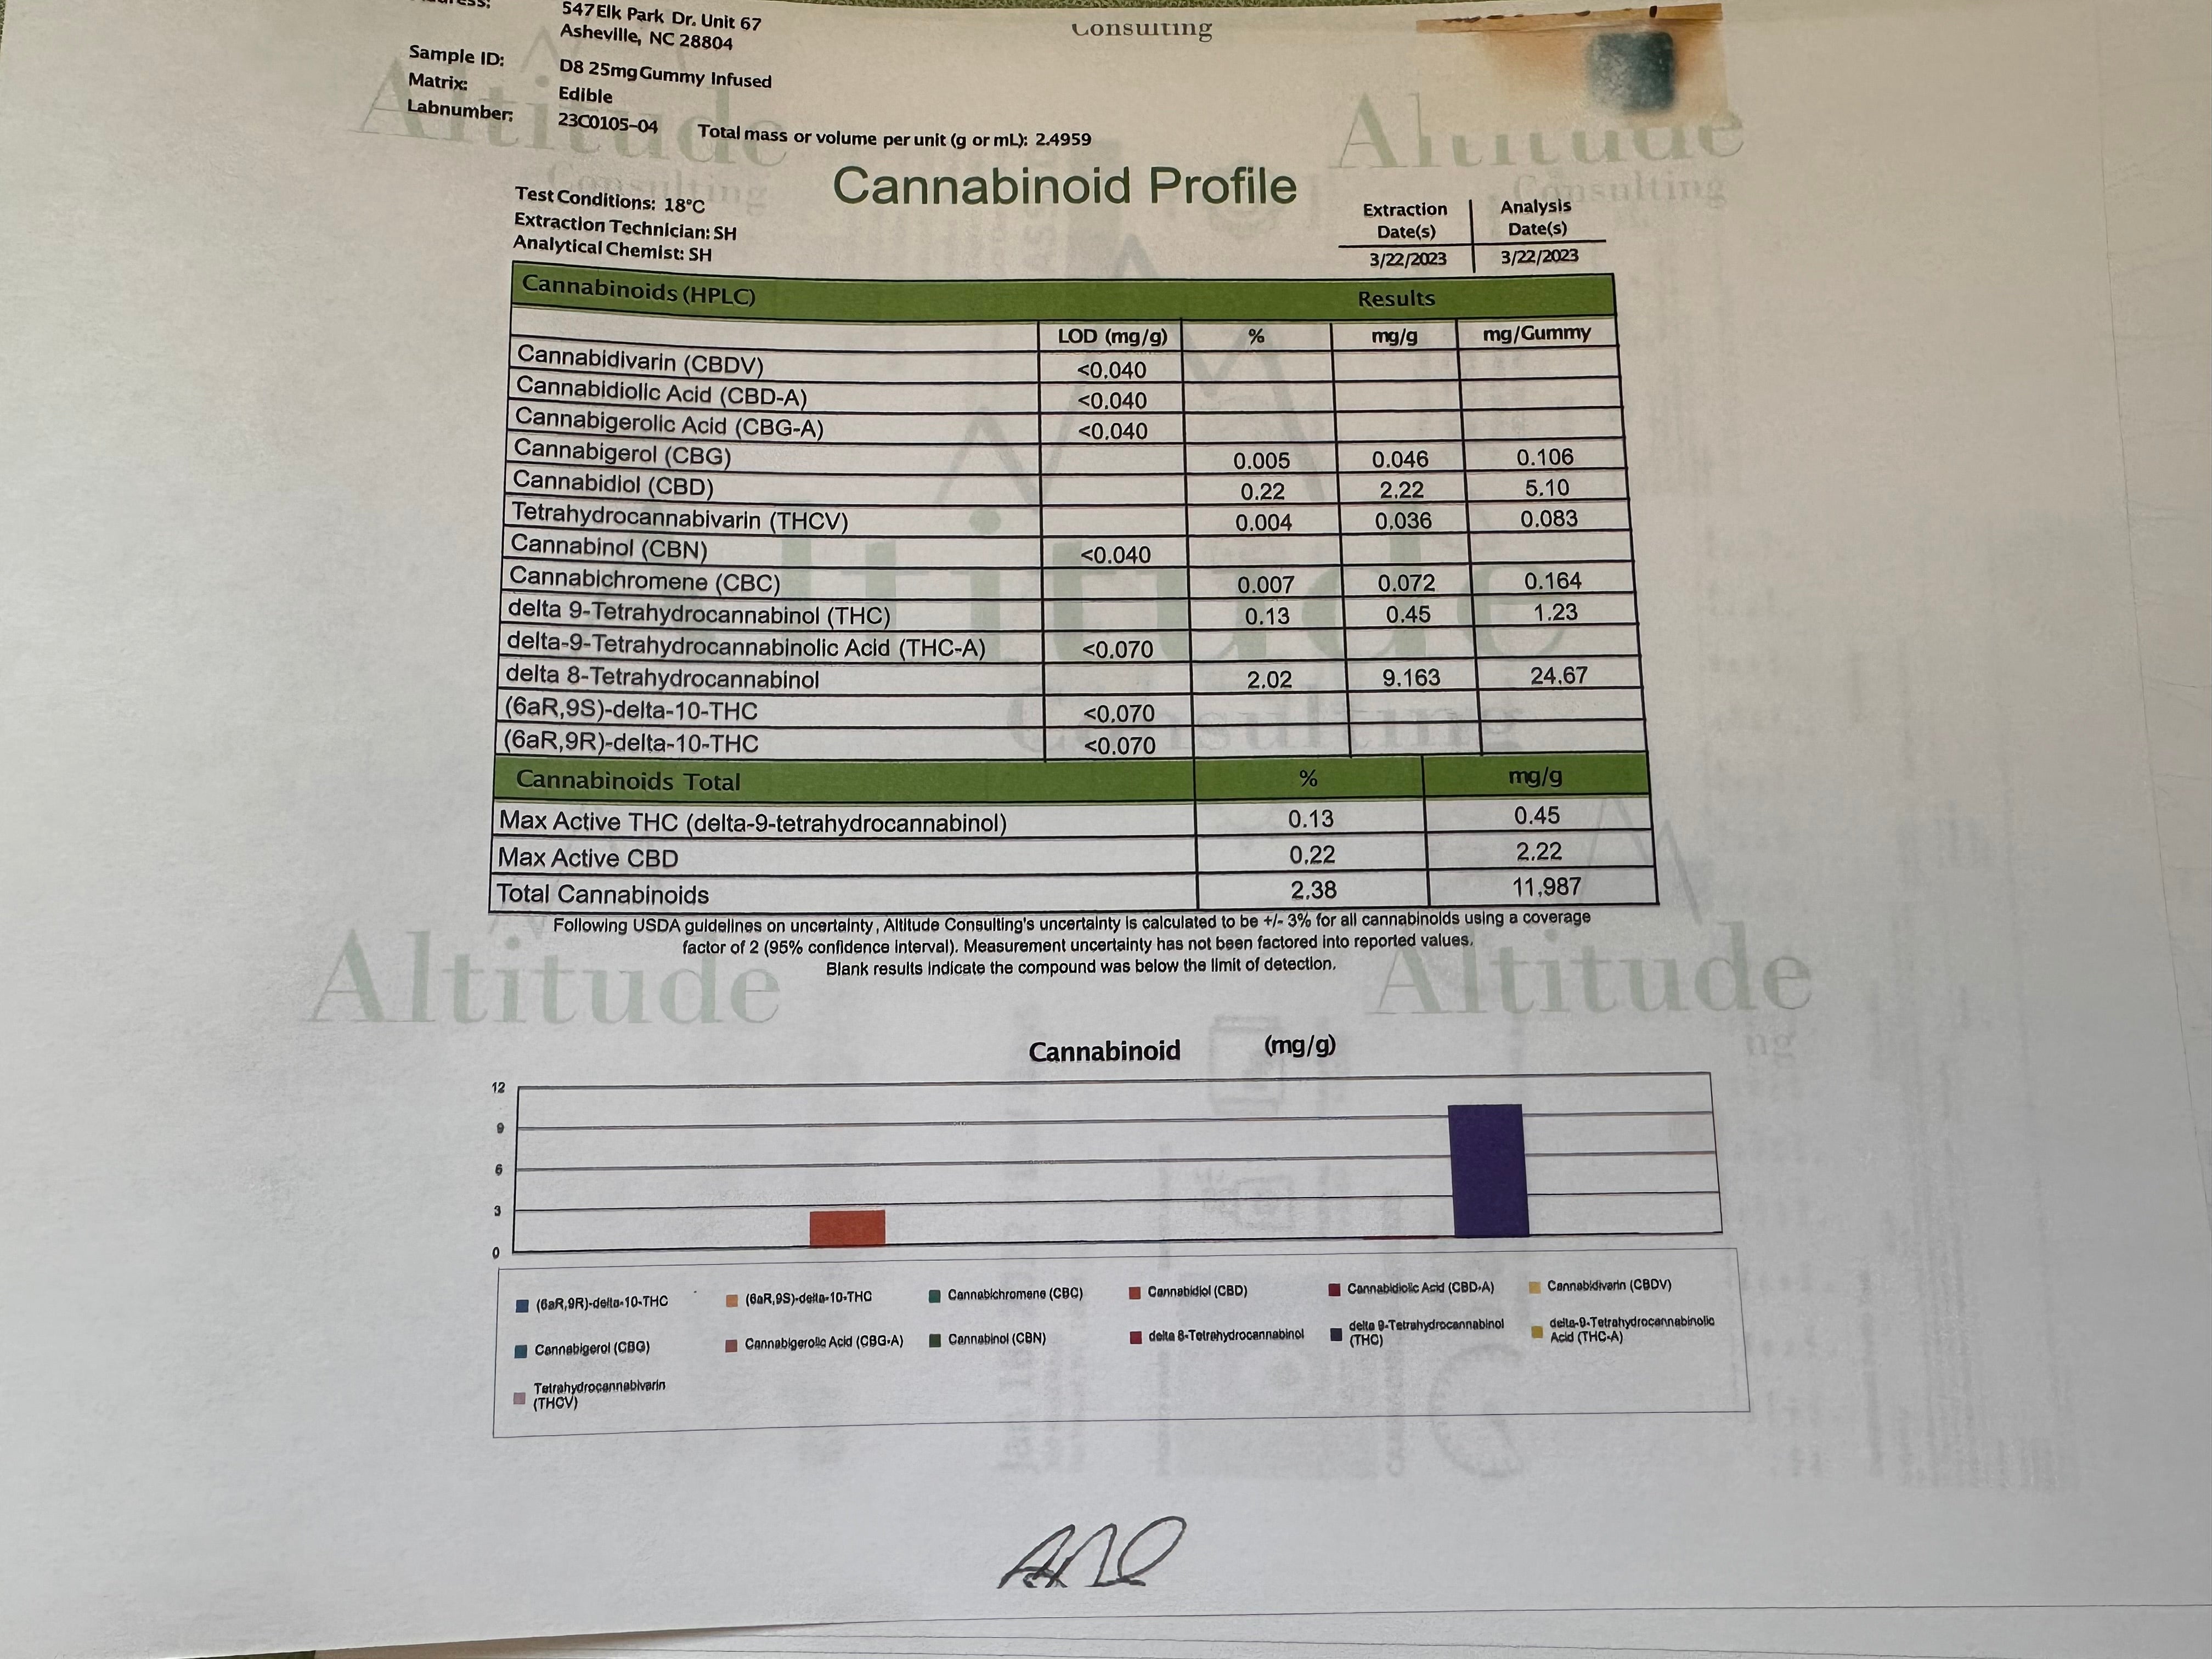 547 Elk Park Dr. Unit 67
Asheville, NC 28804
Consulting
Sample ID: D8 25mg Gummy Infused
Matrix: Edible
Labnumber: 23C0105-04 Total mass or volume per unit (g or mL): 2.4959
Altitude
Consulting
Altitude
Consulting
Cannabinoid Profile
Test Conditions: 18°C
Extraction Technician: SH
Analytical Chemist: SH
Extraction Date(s) Analysis Date(s)
3/22/2023 3/22/2023
Cannabinoids (HPLC) Results
LOD (mg/g) % mg/g mg/Gummy
Cannabidivarin (CBDV) <0.040
Cannabidiolic Acid (CBD-A) <0.040
Cannabigerolic Acid (CBG-A) <0.040
Cannabigerol (CBG) 0.005 0.046 0.106
Cannabidiol (CBD) 0.22 2.22 5.10
Tetrahydrocannabivarin (THCV) 0.004 0.036 0.083
Cannabinol (CBN) <0.040
Cannabichromene (CBC) 0.007 0.072 0.164
delta 9-Tetrahydrocannabinol (THC) 0.13 0.45 1.23
delta-9-Tetrahydrocannabinolic Acid (THC-A) <0.070
delta 8-Tetrahydrocannabinol 2.02 9.163 24.67
(6aR,9S)-delta-10-THC <0.070
(6aR,9R)-delta-10-THC <0.070
Cannabinoids Total % mg/g
Max Active THC (delta-9-tetrahydrocannabinol) 0.13 0.45
Max Active CBD 0.22 2.22
Total Cannabinoids 2.38 11.987
Following USDA guidelines on uncertainty, Altitude Consulting's uncertainty is calculated to be +/- 3% for all cannabinoids using a coverage
factor of 2 (95% confidence interval). Measurement uncertainty has not been factored into reported values.
Blank results indicate the compound was below the limit of detection.
Altitude
Altitude
Cannabinoid (mg/g)
12
9
6
3
0
(6aR,9R)-delta-10-THC (6aR,9S)-delta-10-THC Cannabichromene (CBC) Cannabidiol (CBD) Cannabidiolic Acid (CBD-A) Cannabidivarin (CBDV)
Cannabigerol (CBG) Cannabigerolic Acid (CBG-A) Cannabinol (CBN) delta 8-Tetrahydrocannabinol delta 9-Tetrahydrocannabinol (THC) delta-9-Tetrahydrocannabinolic Acid (THC-A)
Tetrahydrocannabivarin
(THCV)